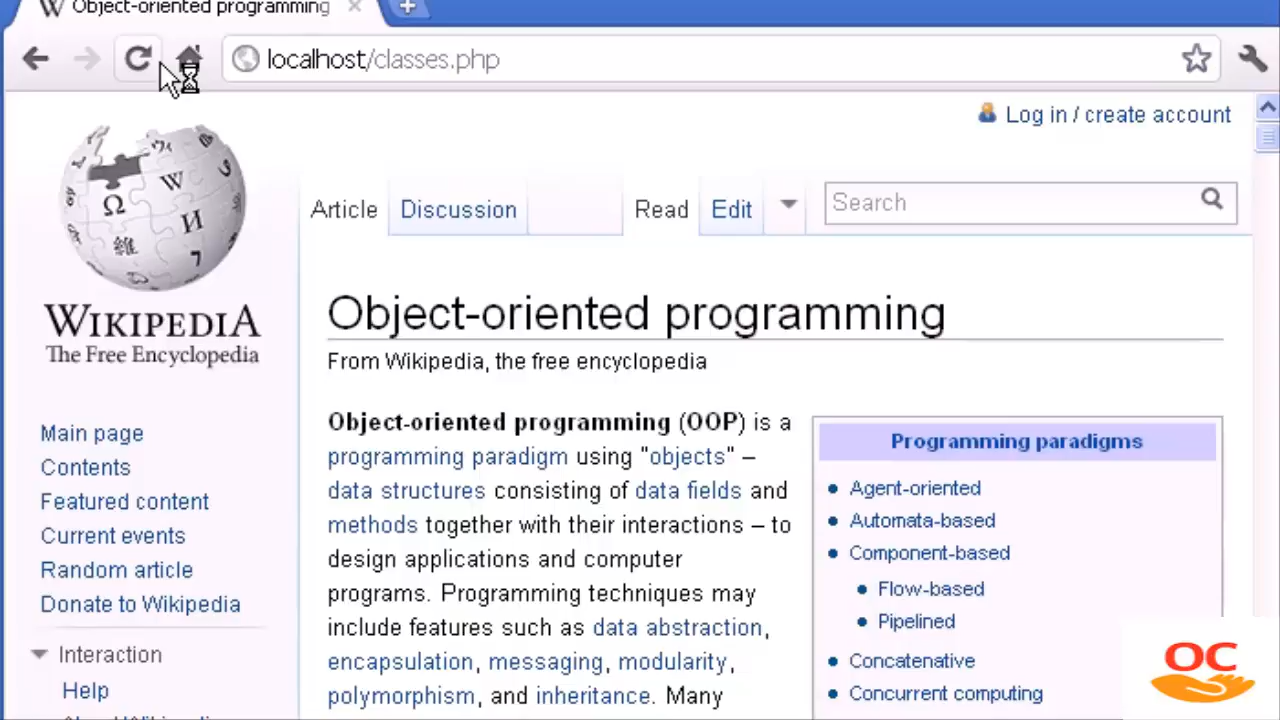 Object-oriented programming
localhost/classes.php
Log in / create account
Article Discussion Read Edit Search
WIKIPEDIA
The Free Encyclopedia
Object-oriented programming
From Wikipedia, the free encyclopedia
Main page
Contents
Featured content
Current events
Random article
Donate to Wikipedia
Interaction
Help
Object-oriented programming (OOP) is a
programming paradigm using "objects" –
data structures consisting of data fields and
methods together with their interactions – to
design applications and computer
programs. Programming techniques may
include features such as data abstraction,
encapsulation, messaging, modularity,
polymorphism, and inheritance. Many
Programming paradigms
Agent-oriented
Automata-based
Component-based
Flow-based
Pipelined
Concatenative
Concurrent computing
OC